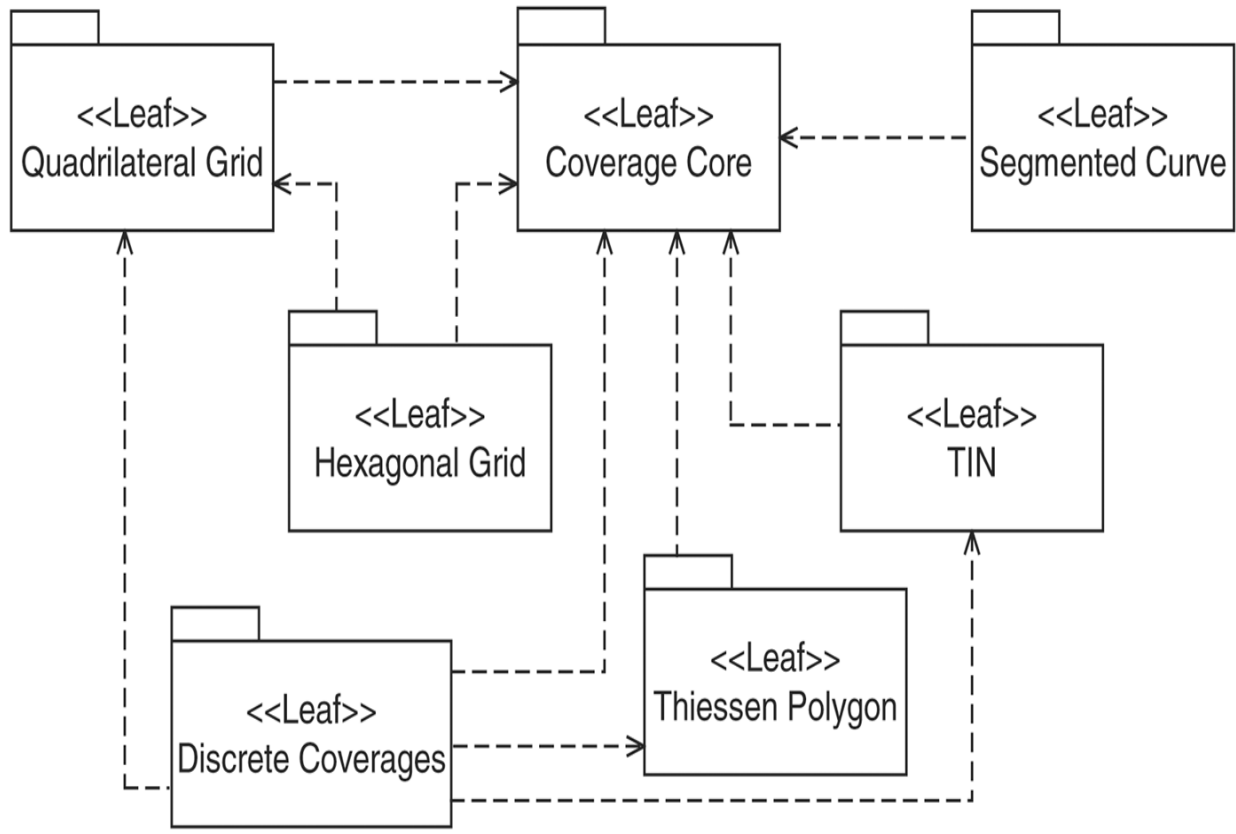 <<Leaf>>
Quadrilateral Grid
<<Leaf>>
Coverage Core
<<Leaf>>
Segmented Curve
<<Leaf>>
Hexagonal Grid
<<Leaf>>
TIN
<<Leaf>>
Discrete Coverages
<<Leaf>>
Thiessen Polygon